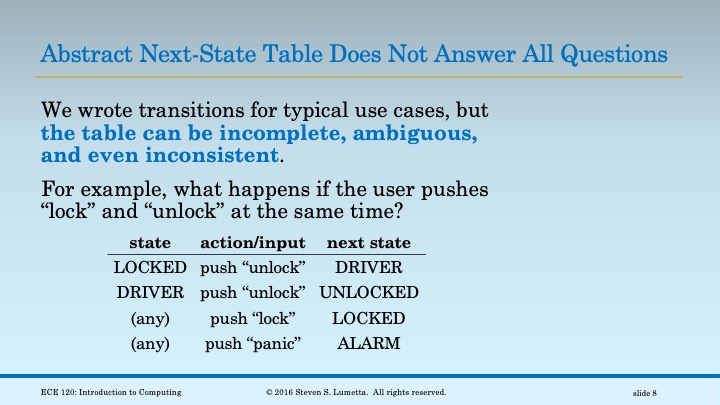 Abstract Next-State Table Does Not Answer All Questions
We wrote transitions for typical use cases, but
the table can be incomplete, ambiguous,
and even inconsistent.
For example, what happens if the user pushes
“lock” and “unlock” at the same time?
state action/input next state
LOCKED push “unlock” DRIVER
DRIVER push “unlock” UNLOCKED
(any) push “lock” LOCKED
(any) push “panic” ALARM
ECE 120: Introduction to Computing © 2016 Steven S. Lumetta. All rights reserved. slide 8